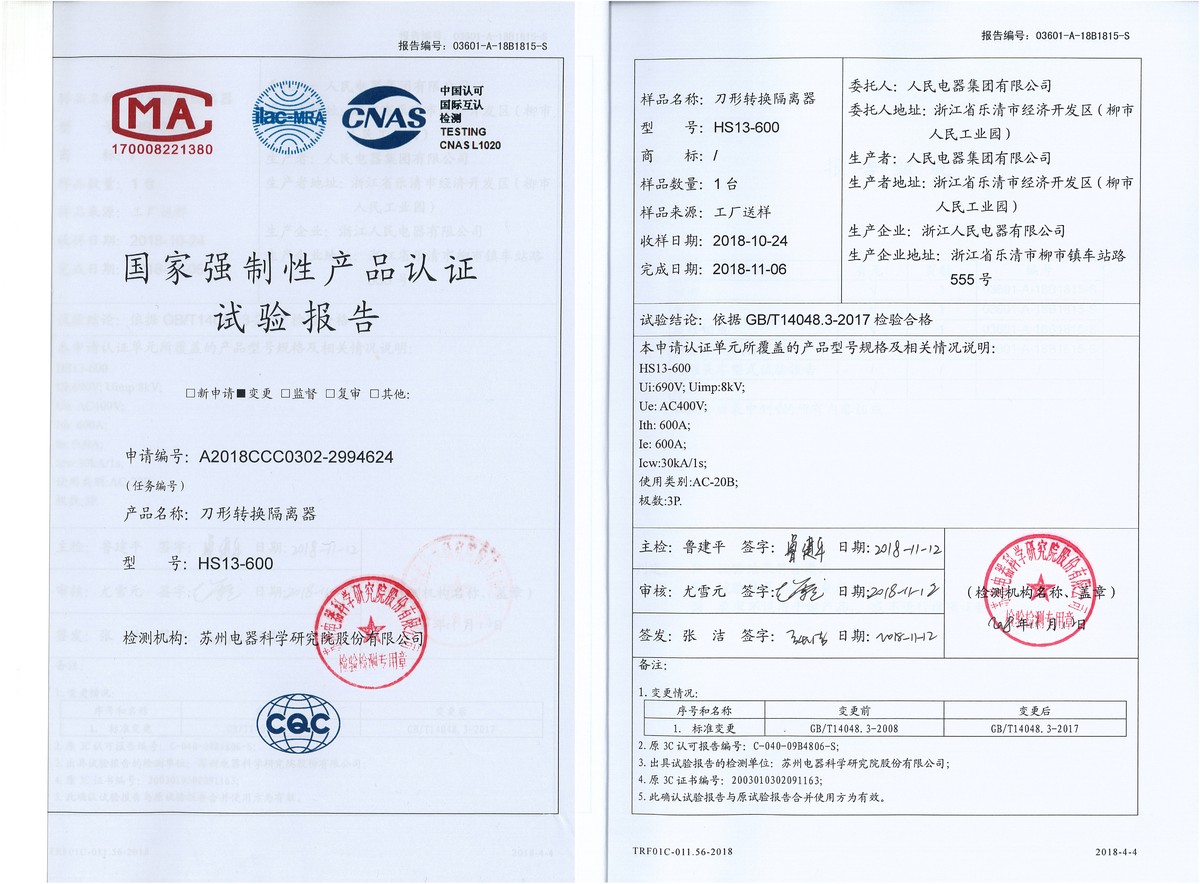 报告编号: 03601-A-18B1815-S
MA
170008221380
ilac-MRA
CNAS
中国认可
国际互认
检测
TESTING
CNAS L1020
国家强制性产品认证
试验报告
□新申请■变更 □监督 □复审 □其他:
申请编号: A2018CCC0302-2994624
(任务编号)
产品名称: 刀形转换隔离器
型 号: HS13-600
检测机构: 苏州电器科学研究院股份有限公司
检验检测专用章
CQC
报告编号: 03601-A-18B1815-S
样品名称: 刀形转换隔离器
型 号: HS13-600
商 标: /
样品数量: 1 台
样品来源: 工厂送样
收样日期: 2018-10-24
完成日期: 2018-11-06
委托人: 人民电器集团有限公司
委托人地址: 浙江省乐清市经济开发区(柳市
人民工业园)
生产者: 人民电器集团有限公司
生产者地址: 浙江省乐清市经济开发区(柳市
人民工业园)
生产企业: 浙江人民电器有限公司
生产企业地址: 浙江省乐清市柳市镇车站路
555 号
试验结论: 依据 GB/T14048.3-2017 检验合格
本申请认证单元所覆盖的产品型号规格及相关情况说明:
HS13-600
Ui:690V; Uimp:8kV;
Ue: AC400V;
Ith: 600A;
Ie: 600A;
Icw:30kA/1s;
使用类别:AC-20B;
极数:3P.
主检: 鲁建平 签字: 鲁建平 日期: 2018-11-12
审核: 尤雪元 签字: 日期: 2018-11-12
签发: 张 洁 签字: 日期: 2018-11-12
(检测机构名称、盖章)
检验检测专用章
备注:
1. 变更情况:
序号和名称 变更前 变更后
1. 标准变更 GB/T14048.3-2008 GB/T14048.3-2017
2. 原 3C 认可报告编号: C-040-09B4806-S;
3. 出具试验报告的检测单位: 苏州电器科学研究院股份有限公司;
4. 原 3C 证书编号: 2003010302091163;
5. 此确认试验报告与原试验报告合并使用方为有效。
TRF01C-011.56-2018 2018-4-4